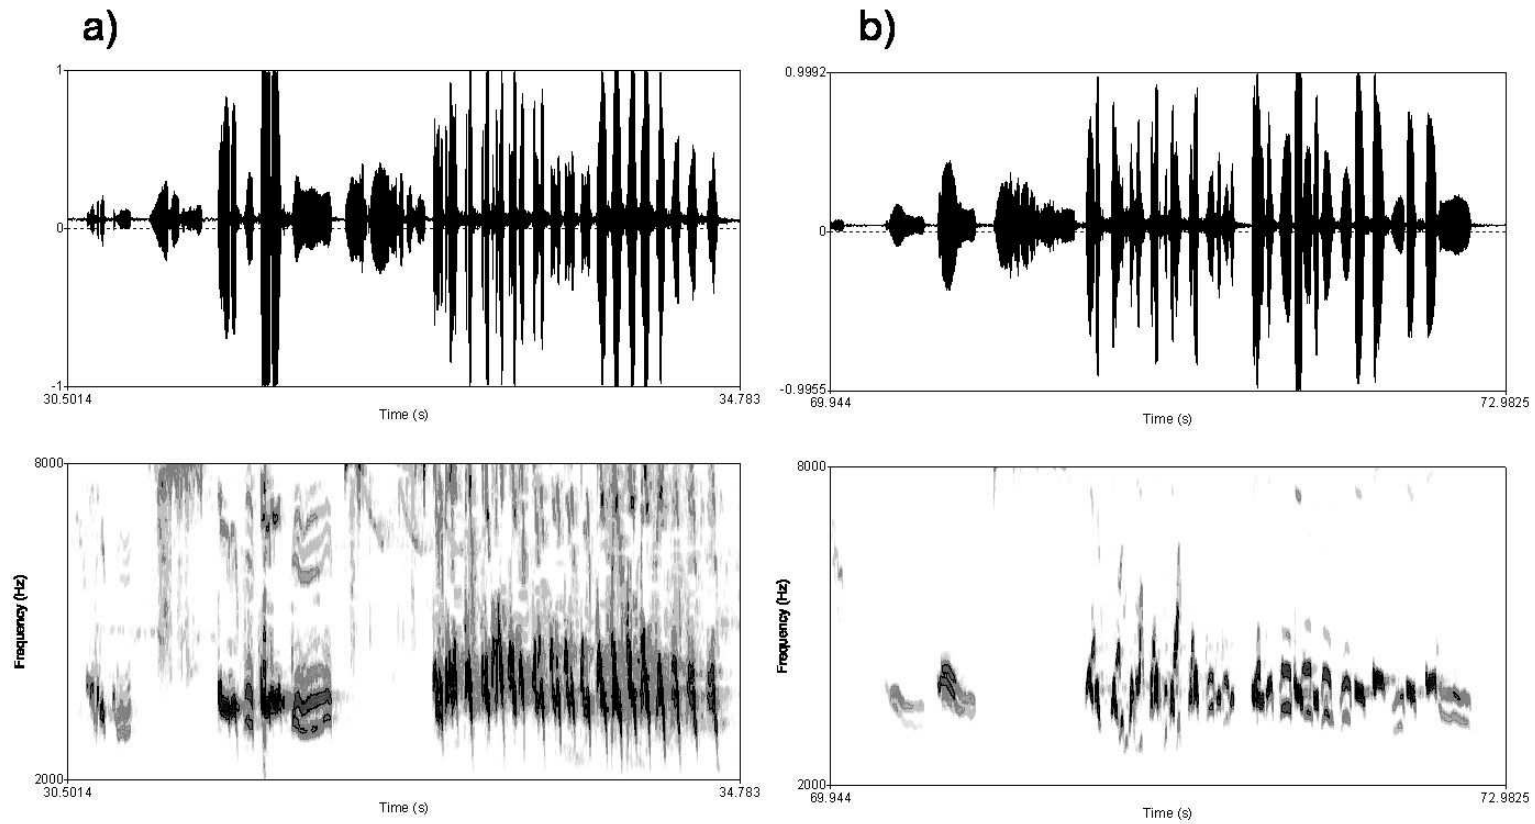 a)
b)
1
0
-1
30.5014
34.783
Time (s)
0.9992
0
-0.9955
69.944
72.9825
Time (s)
8000
Frequency (Hz)
2000
30.5014
34.783
Time (s)
8000
Frequency (Hz)
2000
69.944
72.9825
Time (s)